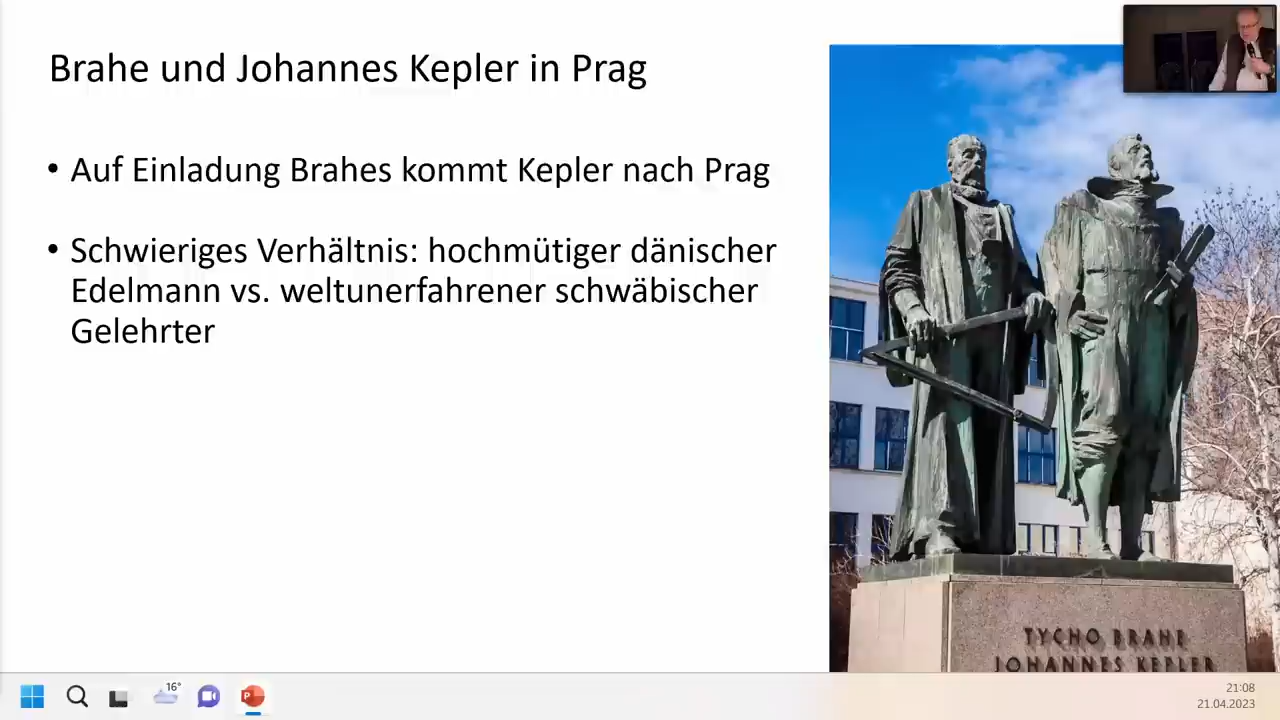 Brahe und Johannes Kepler in Prag
• Auf Einladung Brahes kommt Kepler nach Prag
• Schwieriges Verhältnis: hochmütiger dänischer
Edelmann vs. weltunerfahrener schwäbischer
Gelehrter
TYCHO BRAHE
JOHANNES KEPLER
16°
P
21:08
21.04.2023